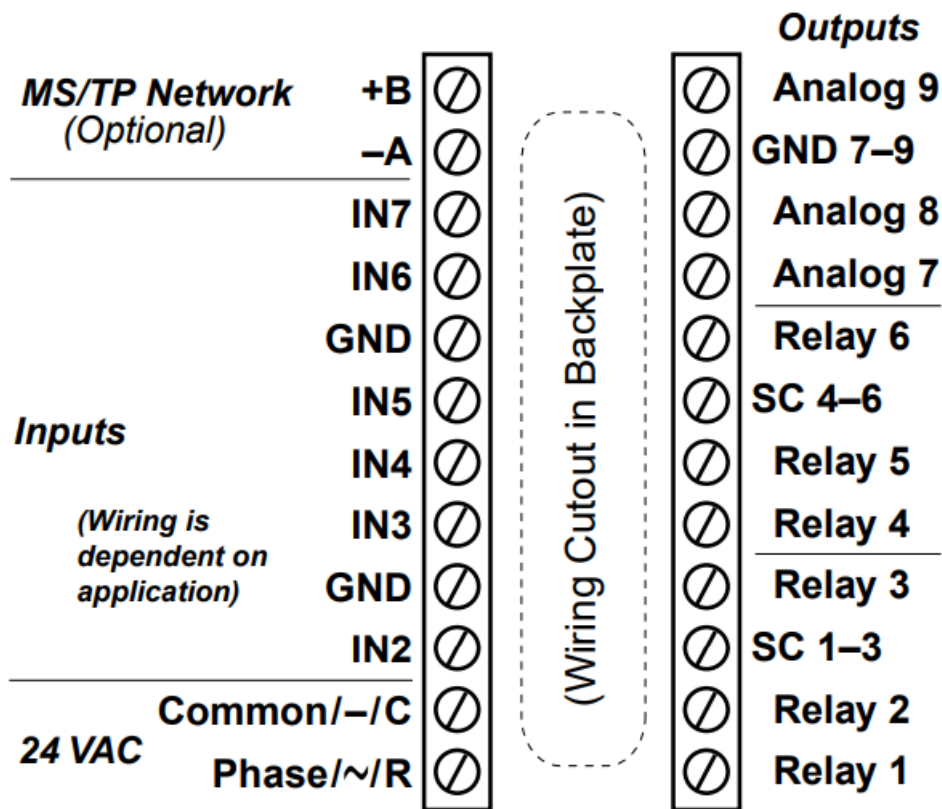 Outputs
MS/TP Network
(Optional)
+B
–A
Inputs
(Wiring is
dependent on
application)
IN7
IN6
GND
IN5
IN4
IN3
GND
IN2
24 VAC
Common/–/C
Phase/~/R
(Wiring Cutout in Backplate)
Analog 9
GND 7–9
Analog 8
Analog 7
Relay 6
SC 4–6
Relay 5
Relay 4
Relay 3
SC 1–3
Relay 2
Relay 1